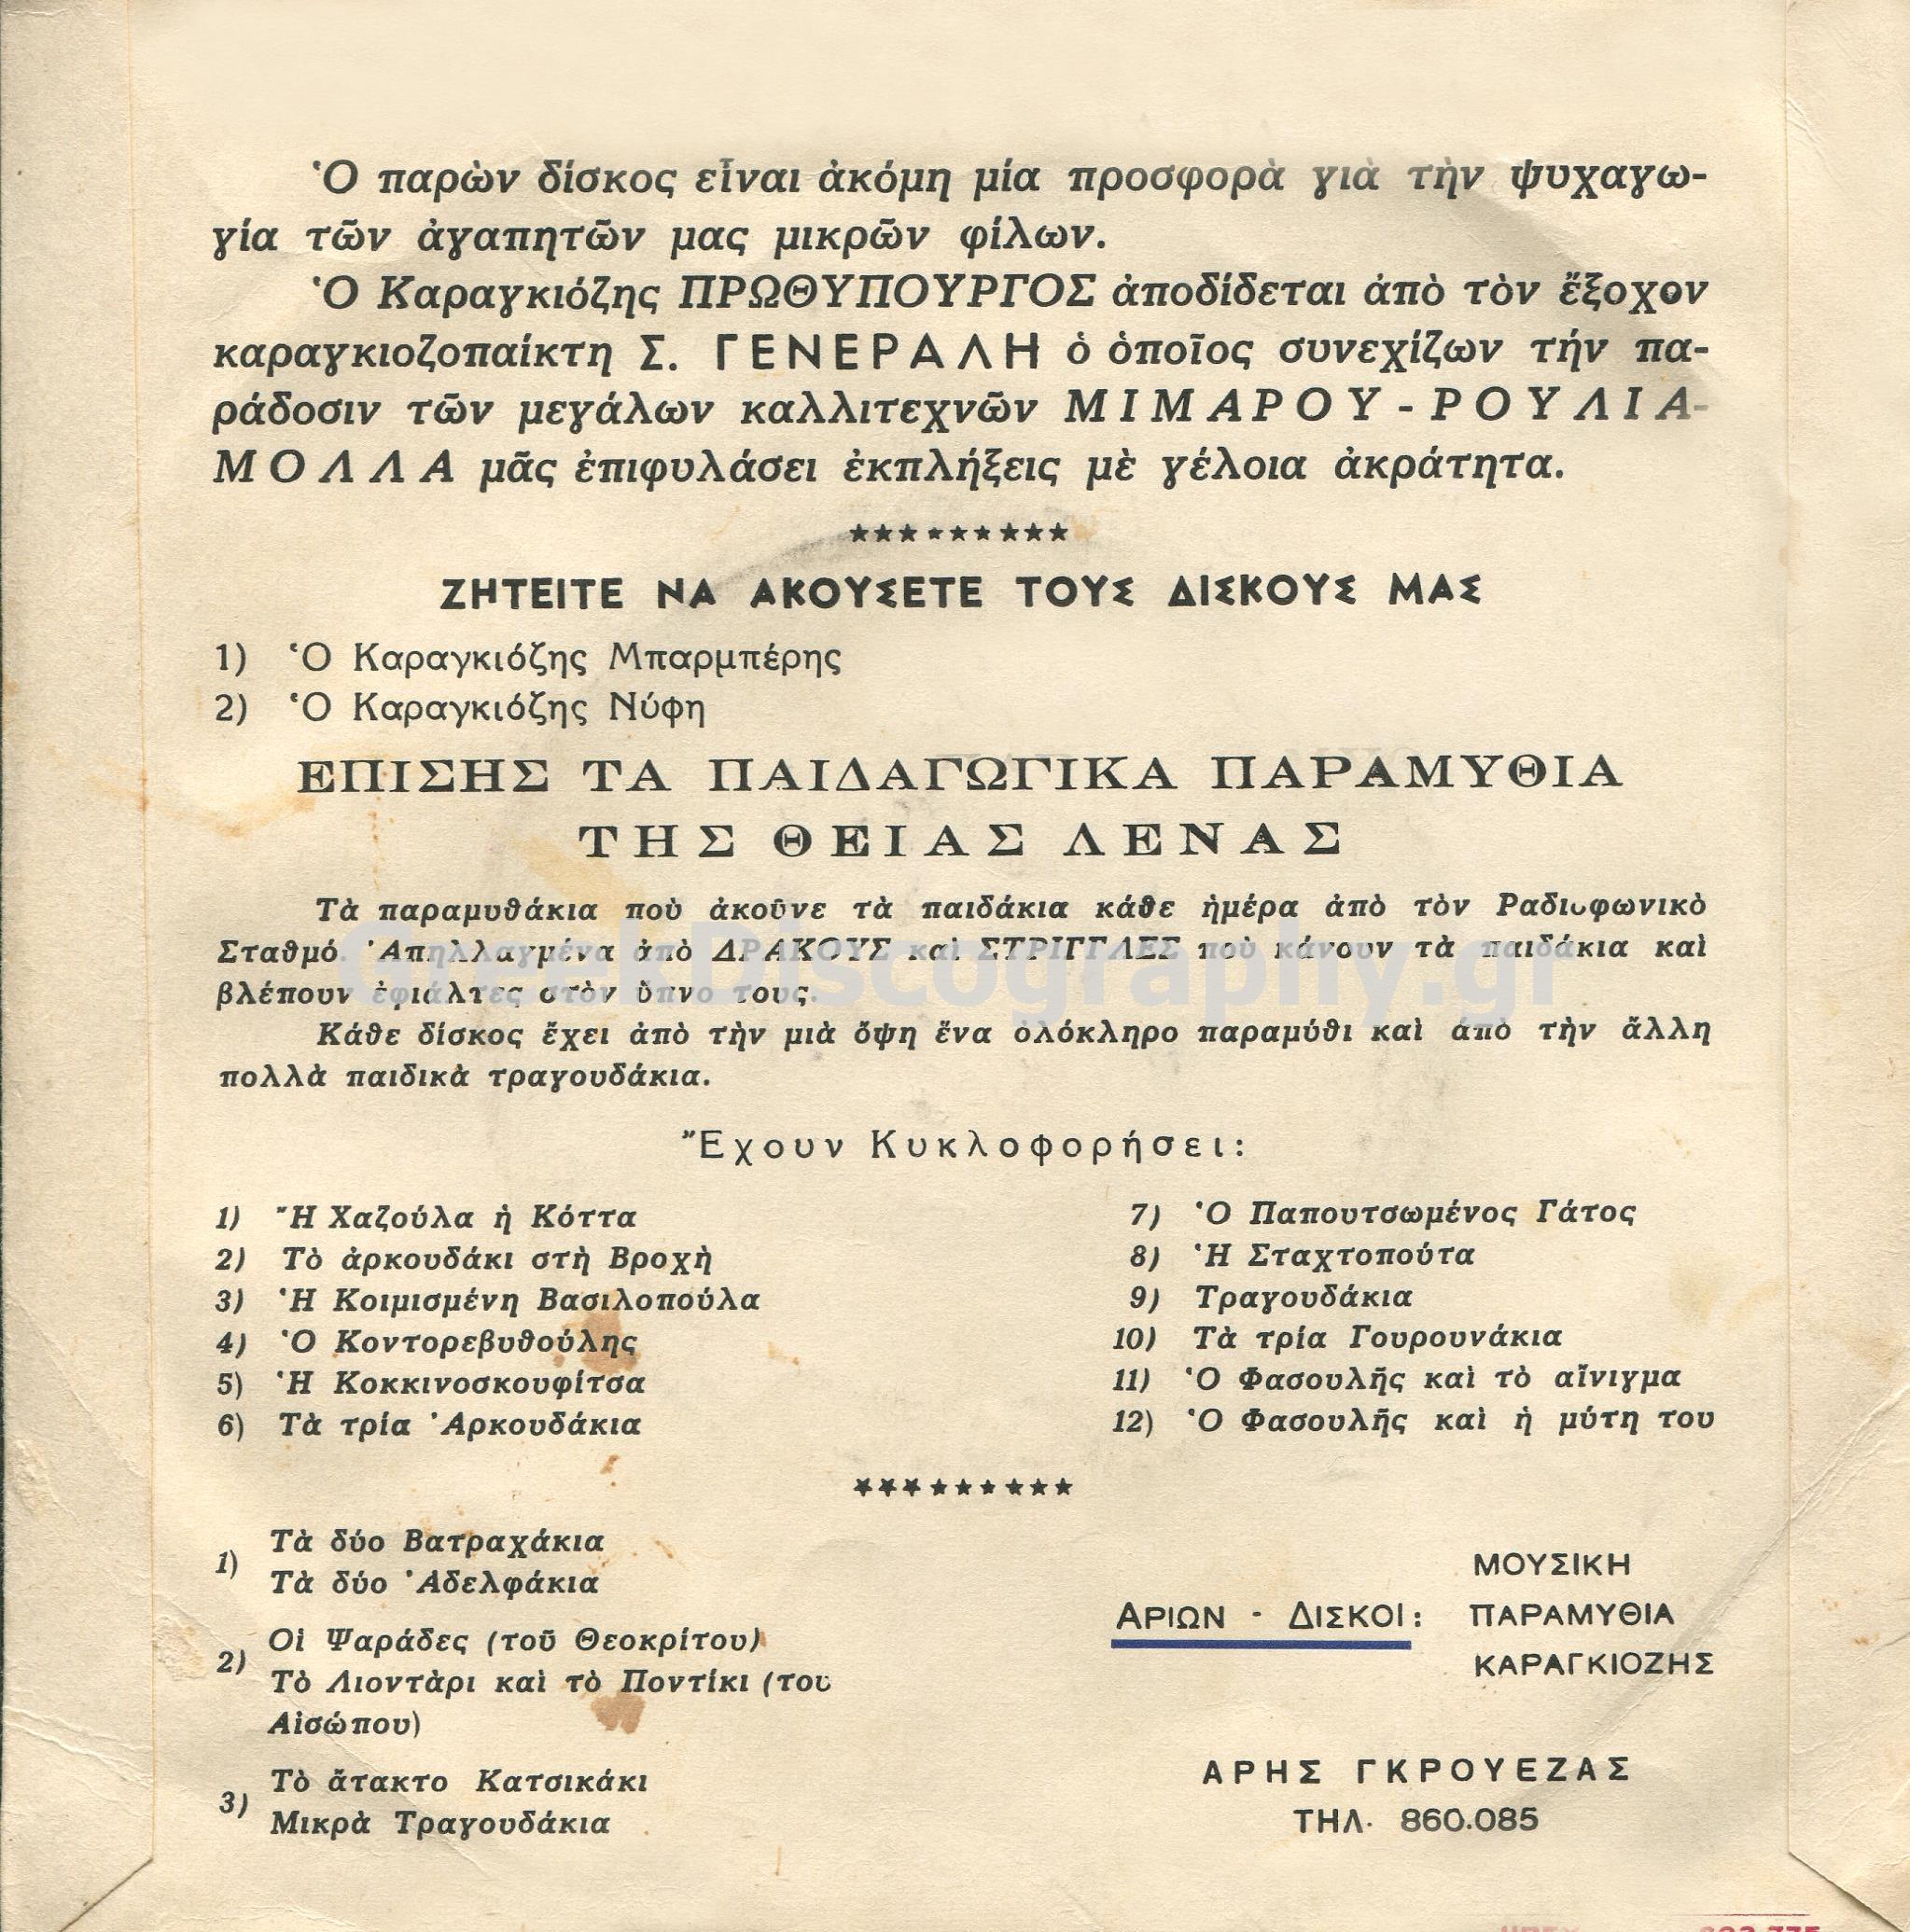 Ὁ παρὼν δίσκος εἶναι ἀκόμη μία προσφορὰ γιὰ τὴν ψυχαγω-
γία τῶν ἀγαπητῶν μας μικρῶν φίλων.
Ὁ Καραγκιόζης ΠΡΩΘΥΠΟΥΡΓΟΣ ἀποδίδεται ἀπὸ τὸν ἔξοχον
καραγκιοζοπαίκτη Σ. ΓΕΝΕΡΑΛΗ ὁ ὁποῖος συνεχίζων τήν πα-
ράδοσιν τῶν μεγάλων καλλιτεχνῶν ΜΙΜΑΡΟΥ - ΡΟΥΛΙΑ-
ΜΟΛΛΑ μᾶς ἐπιφυλάσει ἐκπλήξεις μὲ γέλοια ἀκράτητα.
★★★★★★★★★
ΖΗΤΕΙΤΕ ΝΑ ΑΚΟΥΣΕΤΕ ΤΟΥΣ ΔΙΣΚΟΥΣ ΜΑΣ
1) Ὁ Καραγκιόζης Μπαρμπέρης
2) Ὁ Καραγκιόζης Νύφη
ΕΠΙΣΗΣ ΤΑ ΠΑΙΔΑΓΩΓΙΚΑ ΠΑΡΑΜΥΘΙΑ
ΤΗΣ ΘΕΙΑΣ ΛΕΝΑΣ
Τὰ παραμυθάκια ποὺ ἀκοῦνε τὰ παιδάκια κάθε ἡμέρα ἀπὸ τὸν Ραδιοφωνικὸ
Σταθμό. Ἀπηλλαγμένα ἀπὸ ΔΡΑΚΟΥΣ καὶ ΣΤΡΙΓΓΛΕΣ ποὺ κάνουν τὰ παιδάκια καὶ
βλέπουν ἐφιάλτες στὸν ὕπνο τους.
GreekDiscography.gr
Κάθε δίσκος ἔχει ἀπὸ τὴν μιὰ ὄψη ἕνα ὁλόκληρο παραμύθι καὶ ἀπὸ τὴν ἄλλη
πολλὰ παιδικὰ τραγουδάκια.
Ἔχουν Κυκλοφορήσει:
1) Ἡ Χαζούλα ἡ Κόττα
2) Τὸ ἀρκουδάκι στὴ Βροχὴ
3) Ἡ Κοιμισμένη Βασιλοπούλα
4) Ὁ Κοντορεβυθούλης
5) Ἡ Κοκκινοσκουφίτσα
6) Τὰ τρία Ἀρκουδάκια
7) Ὁ Παπουτσωμένος Γάτος
8) Ἡ Σταχτοπούτα
9) Τραγουδάκια
10) Τὰ τρία Γουρουνάκια
11) Ὁ Φασουλῆς καὶ τὸ αἴνιγμα
12) Ὁ Φασουλῆς καὶ ἡ μύτη του
★★★★★★★★★
1) Τὰ δύο Βατραχάκια
Τὰ δύο Ἀδελφάκια
2) Οἱ Ψαράδες (τοῦ Θεοκρίτου)
Τὸ Λιοντὰρι καὶ τὸ Ποντίκι (του
Αἰσώπου)
3) Τὸ ἄτακτο Κατσικάκι
Μικρὰ Τραγουδάκια
ΑΡΙΩΝ - ΔΙΣΚΟΙ: ΜΟΥΣΙΚΗ
ΠΑΡΑΜΥΘΙΑ
ΚΑΡΑΓΚΙΟΖΗΣ
ΑΡΗΣ ΓΚΡΟΥΕΖΑΣ
ΤΗΛ. 860.085